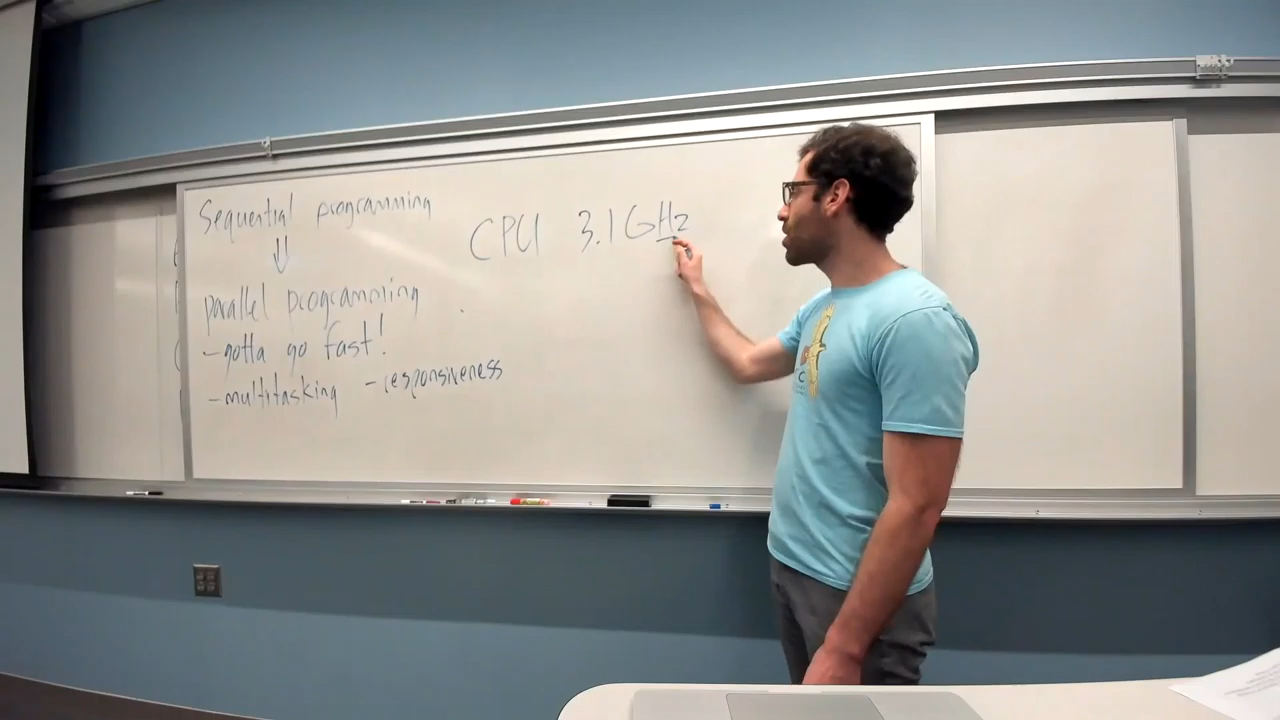 Sequential programming
⇓
parallel programming
- gotta go fast!
- multitasking - responsiveness
CPU 3.1 GHz